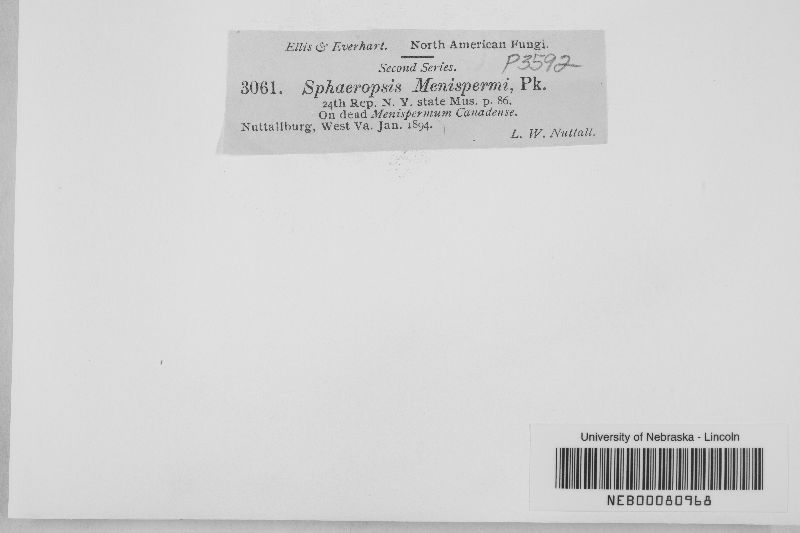 Ellis & Everhart. North American Fungi.
Second Series. P3592
3061. Sphaeropsis Menispermi, Pk.
24th Rep. N. Y. state Mus. p. 86.
On dead Menispermum Canadense.
Nuttallburg, West Va. Jan. 1894.
L. W. Nuttall.
University of Nebraska - Lincoln
NEB00080968